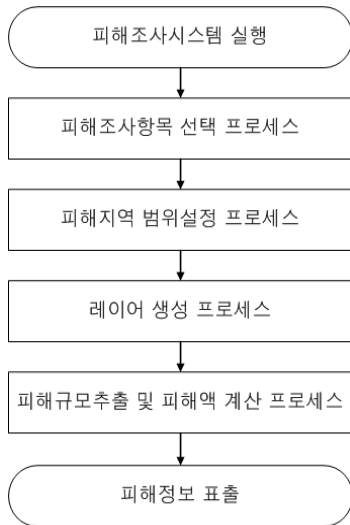 피해조사시스템 실행
피해조사항목 선택 프로세스
피해지역 범위설정 프로세스
레이어 생성 프로세스
피해규모추출 및 피해액 계산 프로세스
피해정보 표출